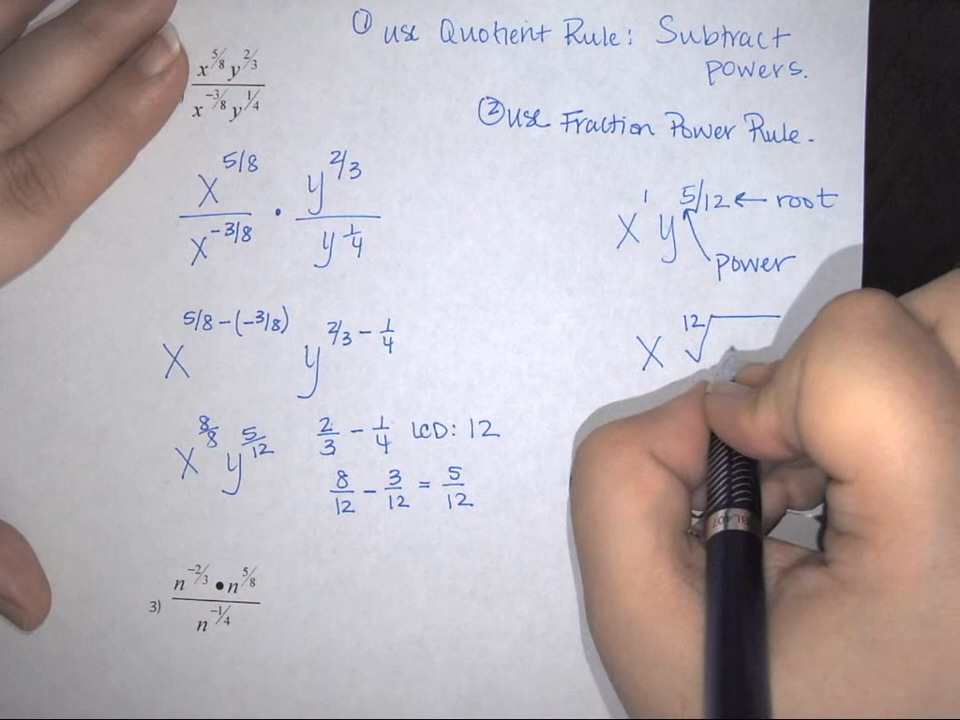 ① use Quotient Rule: Subtract
powers.
② use Fraction Power Rule.
x^5/8 y^2/3
x^-3/8 y^1/4
x^5/8 · y^2/3
x^-3/8 y^1/4
x^1 y^5/12 ← root
power
x^5/8-(-3/8) y^2/3-1/4
x 12√
x^8/8 y^5/12
2/3 - 1/4 LCD: 12
8/12 - 3/12 = 5/12
3) n^-2/3 • n^5/8
n^-1/4